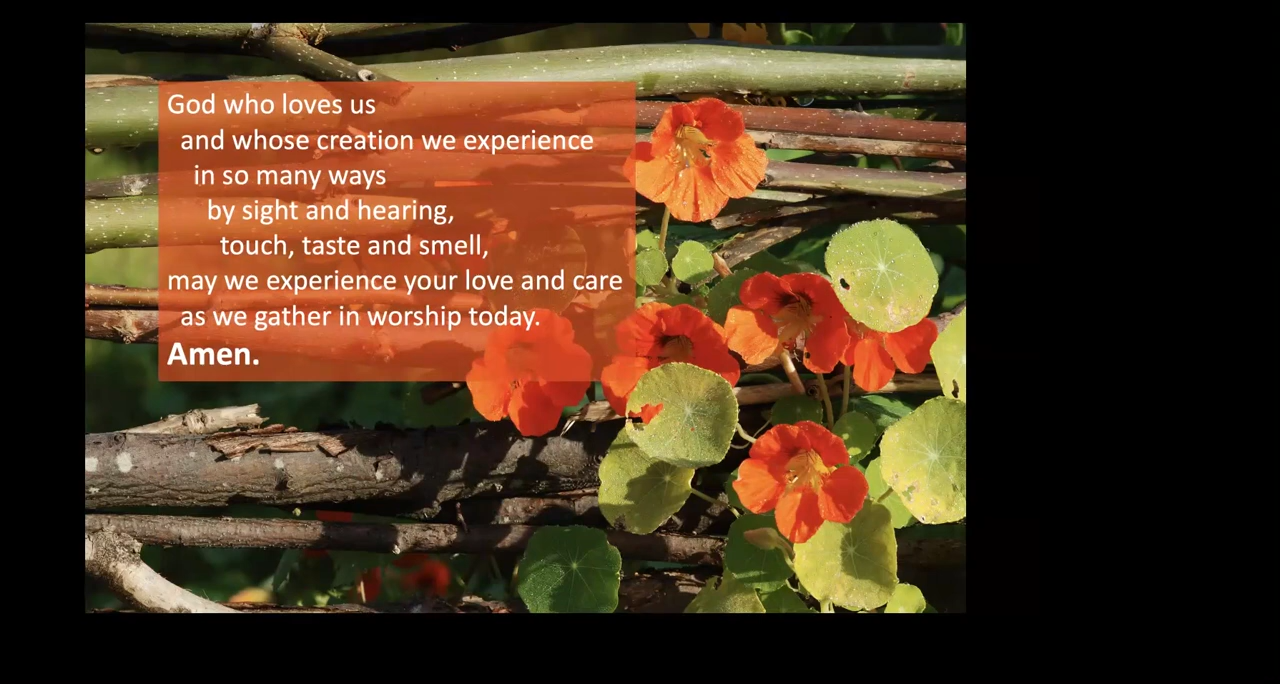 God who loves us
and whose creation we experience
in so many ways
by sight and hearing,
touch, taste and smell,
may we experience your love and care
as we gather in worship today.
Amen.